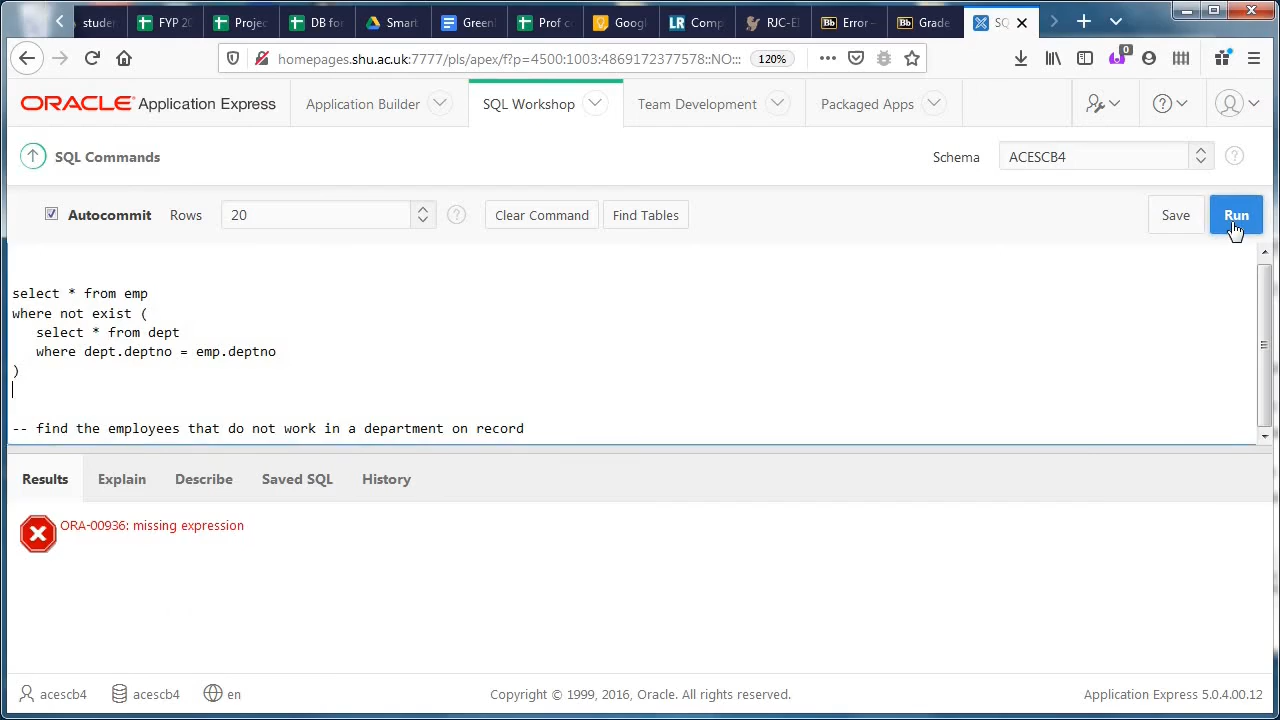 studen
FYP 20
Projec
DB for
Smart
Green
Prof c
Googl
LR Comp
RJC-El
Bb Error –
Bb Grade
SQ
homepages.shu.ac.uk:7777/pls/apex/f?p=4500:1003:4869172377578::NO:::
120%
0
ORACLE Application Express
Application Builder
SQL Workshop
Team Development
Packaged Apps
SQL Commands
Schema
ACESCB4
Autocommit
Rows
20
Clear Command
Find Tables
Save
Run
select * from emp
where not exist (
select * from dept
where dept.deptno = emp.deptno
)
-- find the employees that do not work in a department on record
Results
Explain
Describe
Saved SQL
History
ORA-00936: missing expression
acescb4
acescb4
en
Copyright © 1999, 2016, Oracle. All rights reserved.
Application Express 5.0.4.00.12